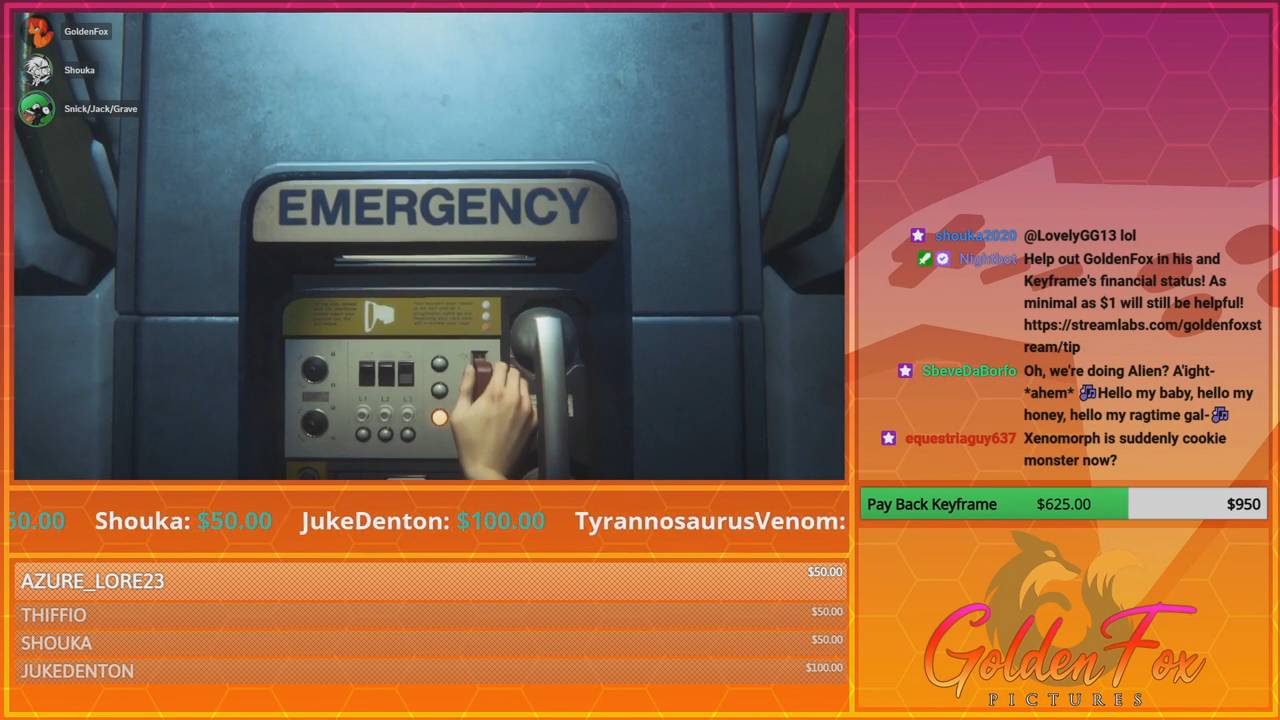 GoldenFox
Shouka
Snick/Jack/Grave
EMERGENCY
L1 L2 L3
@LovelyGG13 lol
shouka2020
Nightbot
Help out GoldenFox in his and
Keyframe's financial status! As
minimal as $1 will still be helpful!
https://streamlabs.com/goldenfoxst
ream/tip
SbeveDaBorfo
Oh, we're doing Alien? A'ight-
*ahem* 🎶Hello my baby, hello my
honey, hello my ragtime gal-🎶
equestriaguy637
Xenomorph is suddenly cookie
monster now?
Pay Back Keyframe $625.00 $950
50.00 Shouka: $50.00 JukeDenton: $100.00 TyrannosaurusVenom:
AZURE_LORE23 $50.00
THIFFIO $50.00
SHOUKA $50.00
JUKEDENTON $100.00
GoldenFox
PICTURES